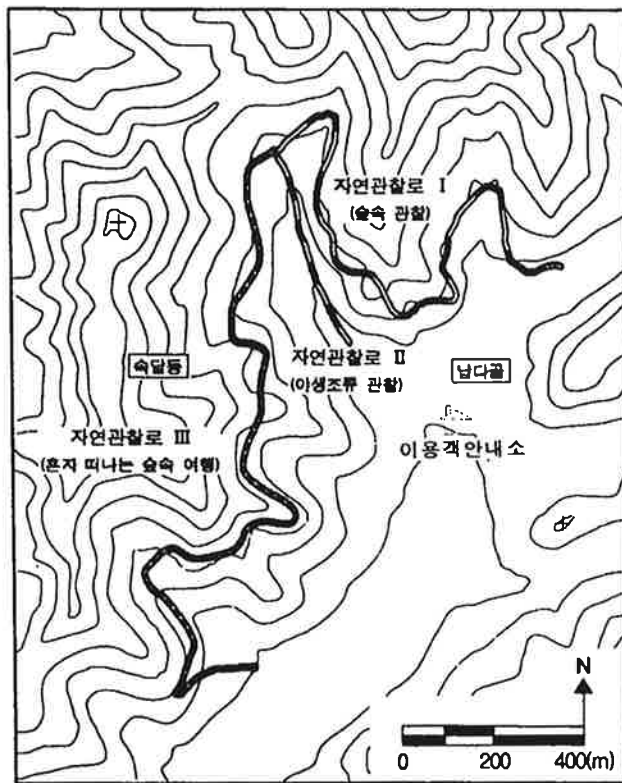 자연관찰로 Ⅰ
(숲속 관찰)
자연관찰로 Ⅱ
(야생조류 관찰)
속달동
납다골
자연관찰로 Ⅲ
(혼자 떠나는 숲속 여행)
이용객안내소
N
0 200 400(m)